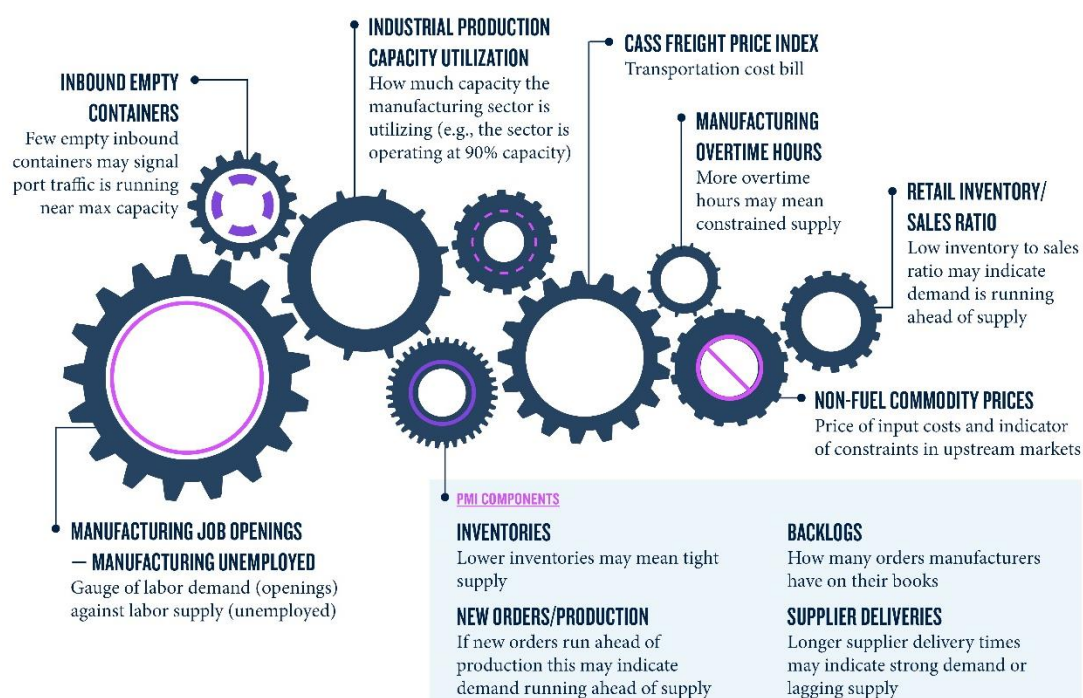 INBOUND EMPTY
CONTAINERS
Few empty inbound
containers may signal
port traffic is running
near max capacity
INDUSTRIAL PRODUCTION
CAPACITY UTILIZATION
How much capacity the
manufacturing sector is
utilizing (e.g., the sector is
operating at 90% capacity)
CASS FREIGHT PRICE INDEX
Transportation cost bill
MANUFACTURING
OVERTIME HOURS
More overtime
hours may mean
constrained supply
RETAIL INVENTORY/
SALES RATIO
Low inventory to sales
ratio may indicate
demand is running
ahead of supply
NON-FUEL COMMODITY PRICES
Price of input costs and indicator
of constraints in upstream markets
MANUFACTURING JOB OPENINGS
— MANUFACTURING UNEMPLOYED
Gauge of labor demand (openings)
against labor supply (unemployed)
PMI COMPONENTS
INVENTORIES
Lower inventories may mean tight
supply
BACKLOGS
How many orders manufacturers
have on their books
NEW ORDERS/PRODUCTION
If new orders run ahead of
production this may indicate
demand running ahead of supply
SUPPLIER DELIVERIES
Longer supplier delivery times
may indicate strong demand or
lagging supply